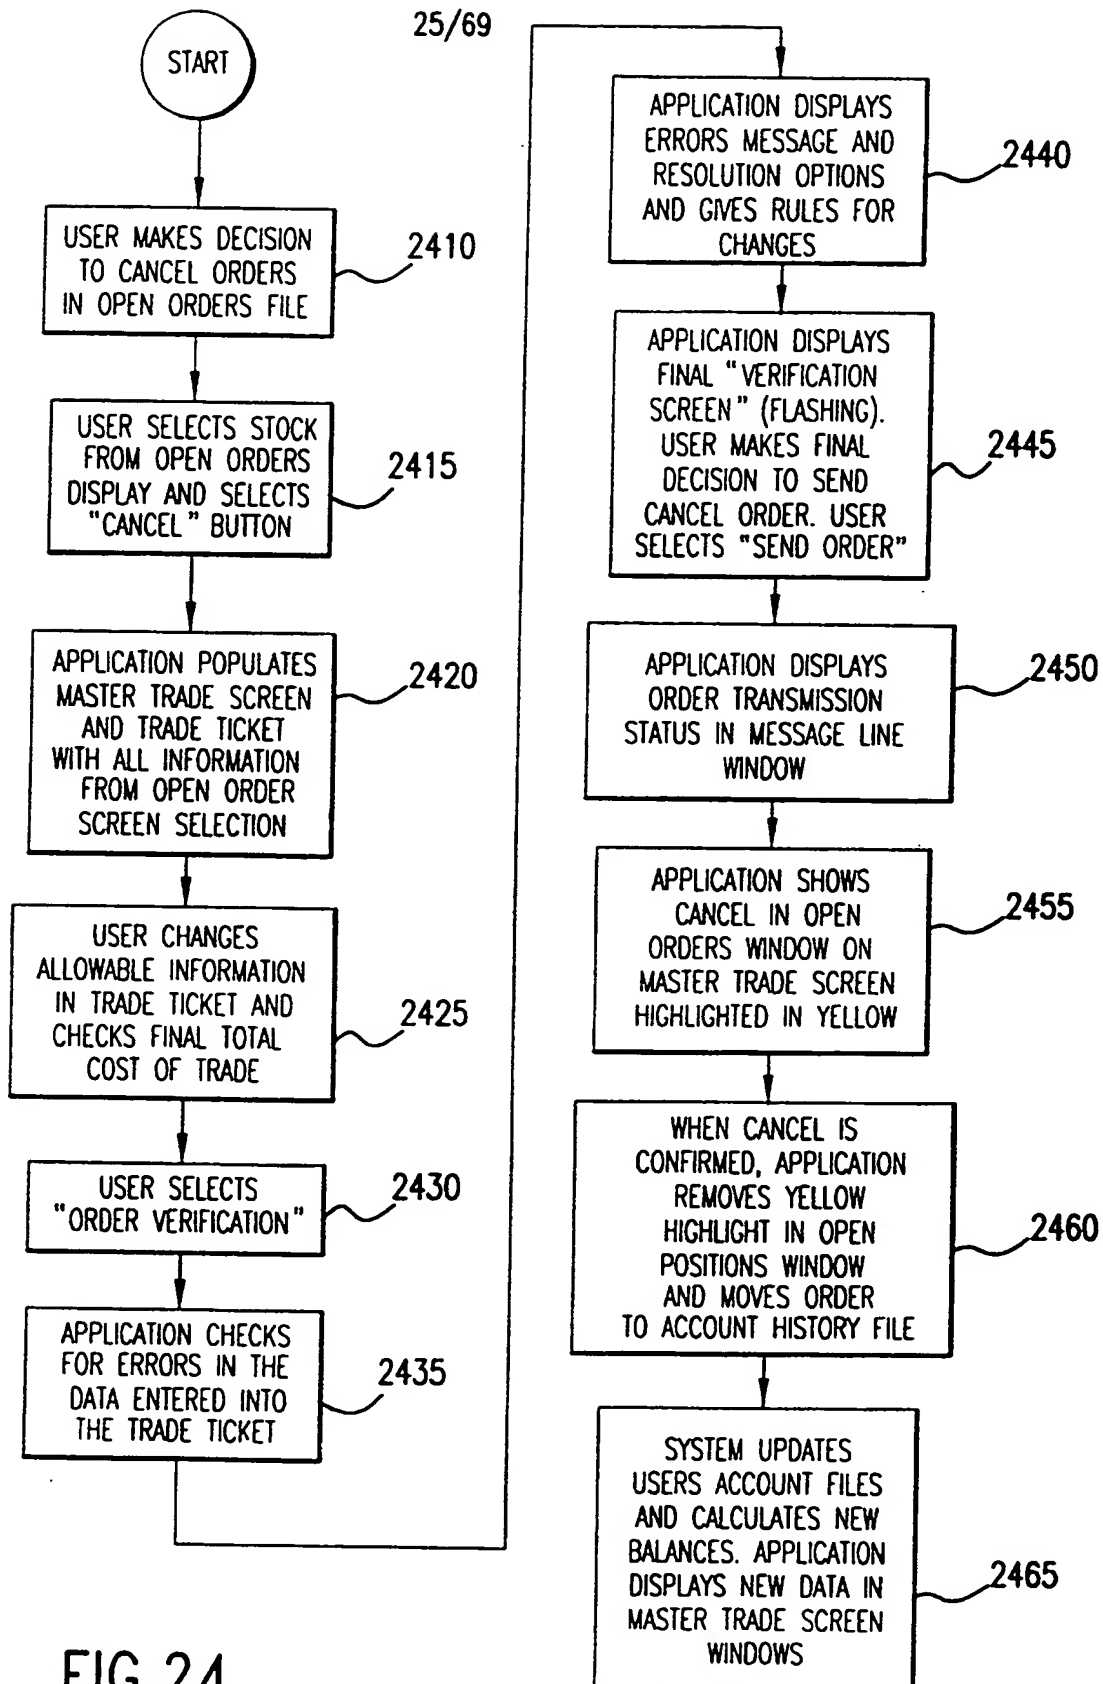 25/69
START
USER MAKES DECISION
TO CANCEL ORDERS
IN OPEN ORDERS FILE
2410
USER SELECTS STOCK
FROM OPEN ORDERS
DISPLAY AND SELECTS
"CANCEL" BUTTON
2415
APPLICATION POPULATES
MASTER TRADE SCREEN
AND TRADE TICKET
WITH ALL INFORMATION
FROM OPEN ORDER
SCREEN SELECTION
2420
USER CHANGES
ALLOWABLE INFORMATION
IN TRADE TICKET AND
CHECKS FINAL TOTAL
COST OF TRADE
2425
USER SELECTS
"ORDER VERIFICATION"
2430
APPLICATION CHECKS
FOR ERRORS IN THE
DATA ENTERED INTO
THE TRADE TICKET
2435
APPLICATION DISPLAYS
ERRORS MESSAGE AND
RESOLUTION OPTIONS
AND GIVES RULES FOR
CHANGES
2440
APPLICATION DISPLAYS
FINAL "VERIFICATION
SCREEN" (FLASHING).
USER MAKES FINAL
DECISION TO SEND
CANCEL ORDER. USER
SELECTS "SEND ORDER"
2445
APPLICATION DISPLAYS
ORDER TRANSMISSION
STATUS IN MESSAGE LINE
WINDOW
2450
APPLICATION SHOWS
CANCEL IN OPEN
ORDERS WINDOW ON
MASTER TRADE SCREEN
HIGHLIGHTED IN YELLOW
2455
WHEN CANCEL IS
CONFIRMED, APPLICATION
REMOVES YELLOW
HIGHLIGHT IN OPEN
POSITIONS WINDOW
AND MOVES ORDER
TO ACCOUNT HISTORY FILE
2460
SYSTEM UPDATES
USERS ACCOUNT FILES
AND CALCULATES NEW
BALANCES. APPLICATION
DISPLAYS NEW DATA IN
MASTER TRADE SCREEN
WINDOWS
2465
FIG.24